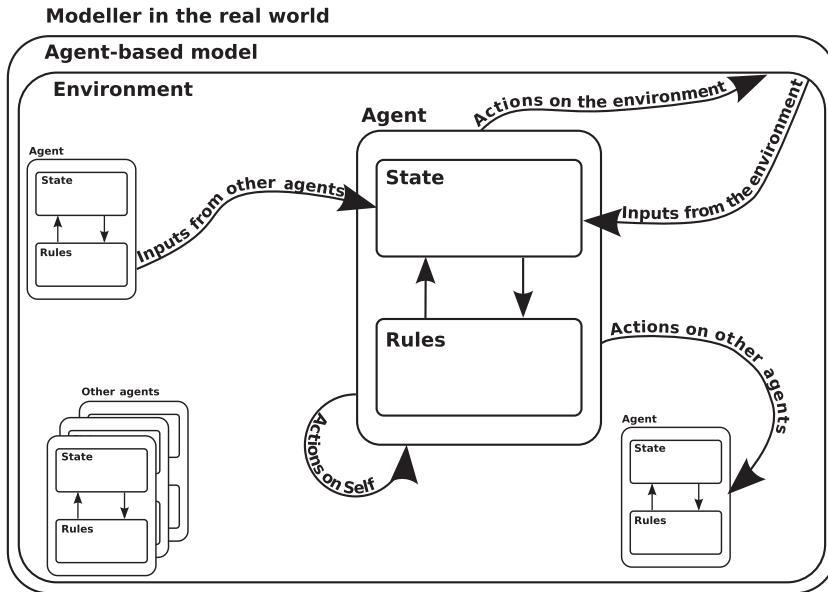 Modeller in the real world
Agent-based model
Environment
Agent
Actions on the environment
Inputs from the environment
Agent
State
Rules
Inputs from other agents
State
Rules
Actions on Self
Actions on other agents
Other agents
State
Rules
Agent
State
Rules